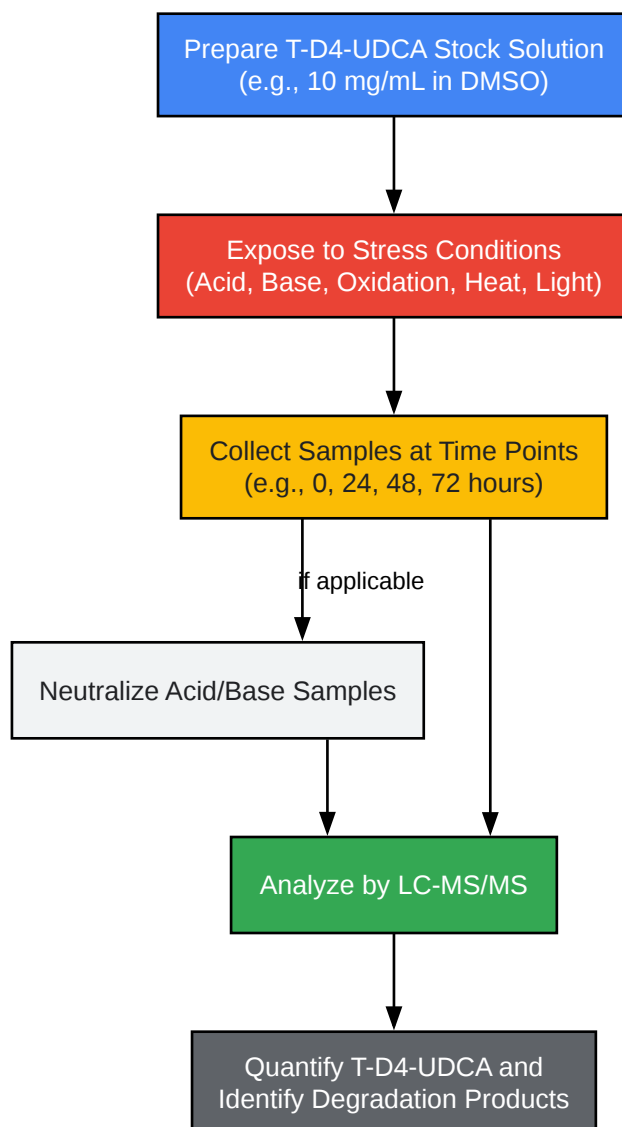 Prepare T-D4-UDCA Stock Solution
(e.g., 10 mg/mL in DMSO)
Expose to Stress Conditions
(Acid, Base, Oxidation, Heat, Light)
Collect Samples at Time Points
(e.g., 0, 24, 48, 72 hours)
if applicable
Neutralize Acid/Base Samples
Analyze by LC-MS/MS
Quantify T-D4-UDCA and
Identify Degradation Products